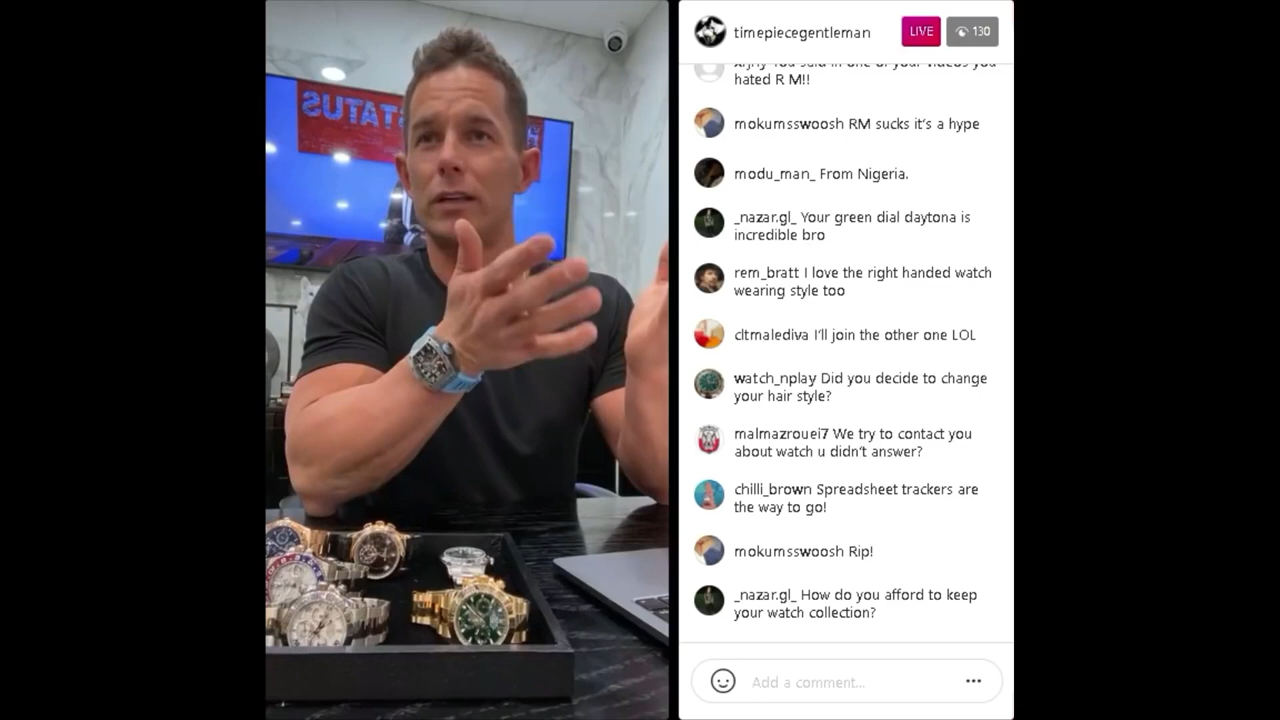 STATUS
timepiecegentleman
LIVE
130
hated R M!!
mokumsswoosh RM sucks it's a hype
modu_man_ From Nigeria.
_nazar.gl_ Your green dial daytona is
incredible bro
rem_bratt I love the right handed watch
wearing style too
cltmalediva I'll join the other one LOL
watch_nplay Did you decide to change
your hair style?
malmazrouei7 We try to contact you
about watch u didn't answer?
chilli_brown Spreadsheet trackers are
the way to go!
mokumsswoosh Rip!
_nazar.gl_ How do you afford to keep
your watch collection?
Add a comment...